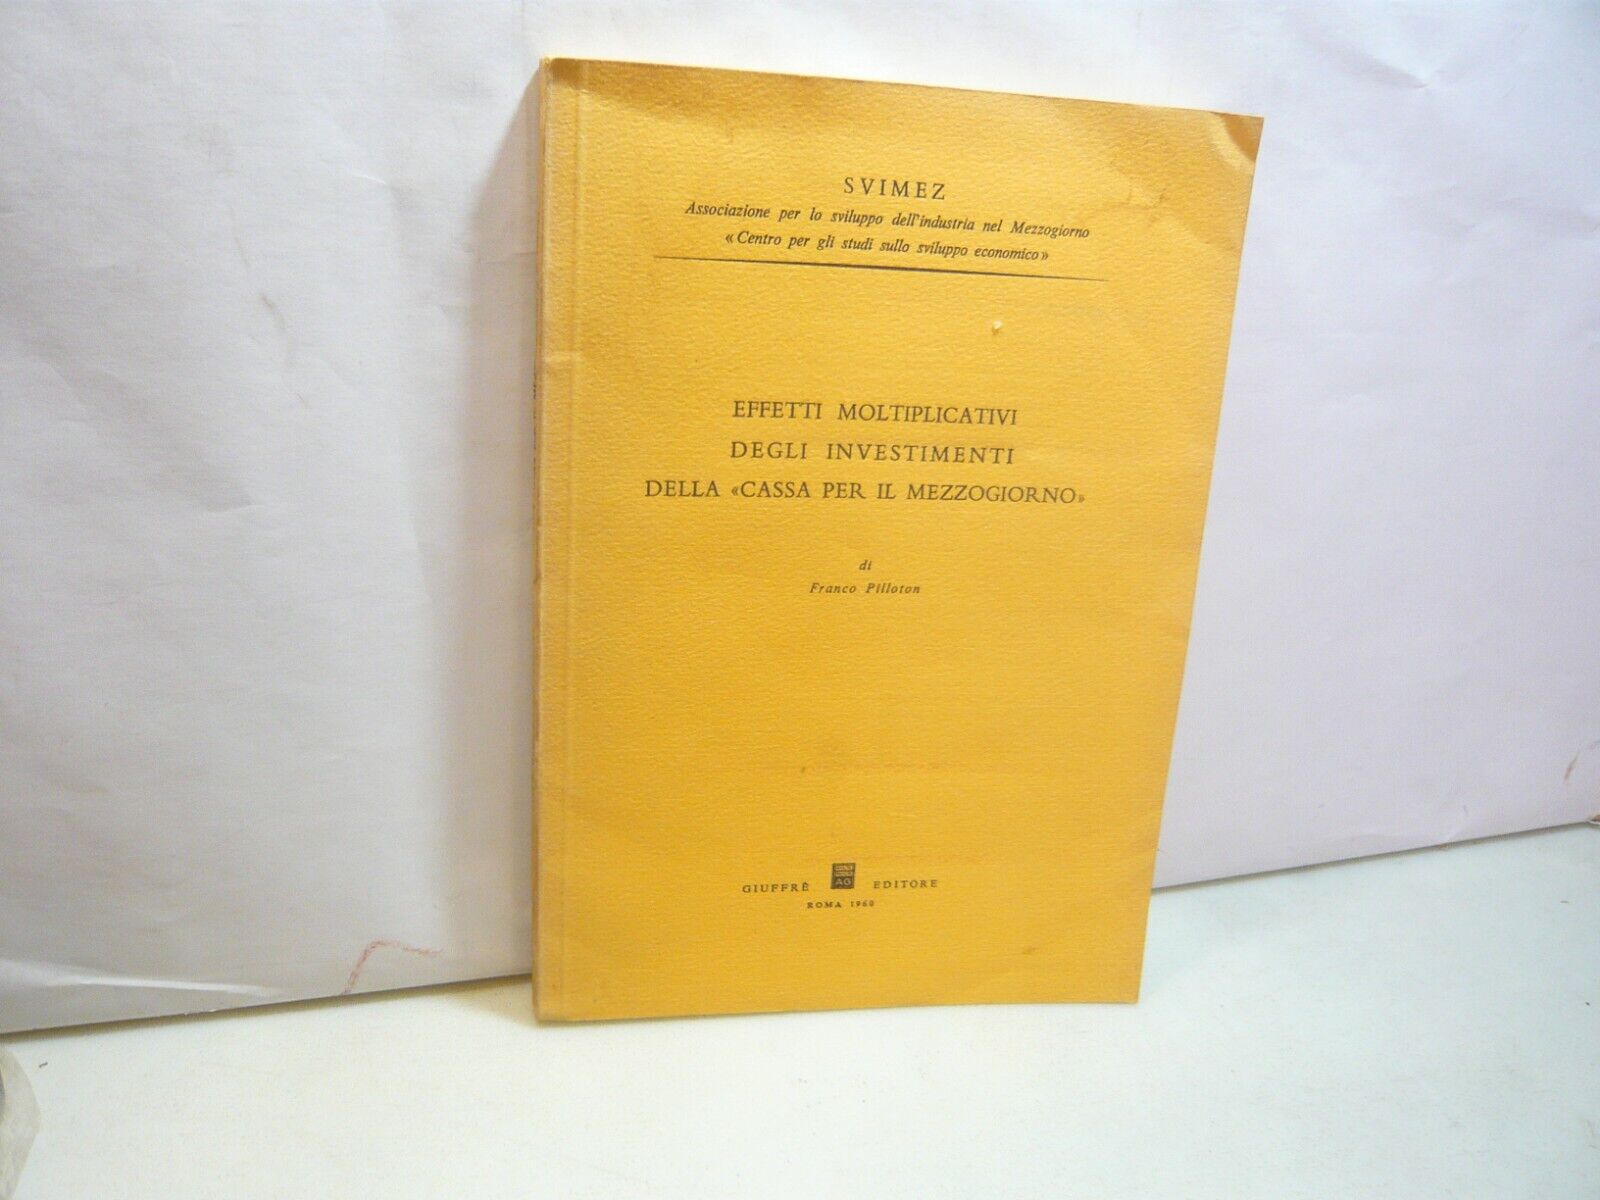 SVIMEZ
Associazione per lo sviluppo dell'industria nel Mezzogiorno
« Centro per gli studi sullo sviluppo economico »
EFFETTI MOLTIPLICATIVI
DEGLI INVESTIMENTI
DELLA «CASSA PER IL MEZZOGIORNO»
di
Franco Pilloton
GIUFFRÈ AG EDITORE
ROMA 1960